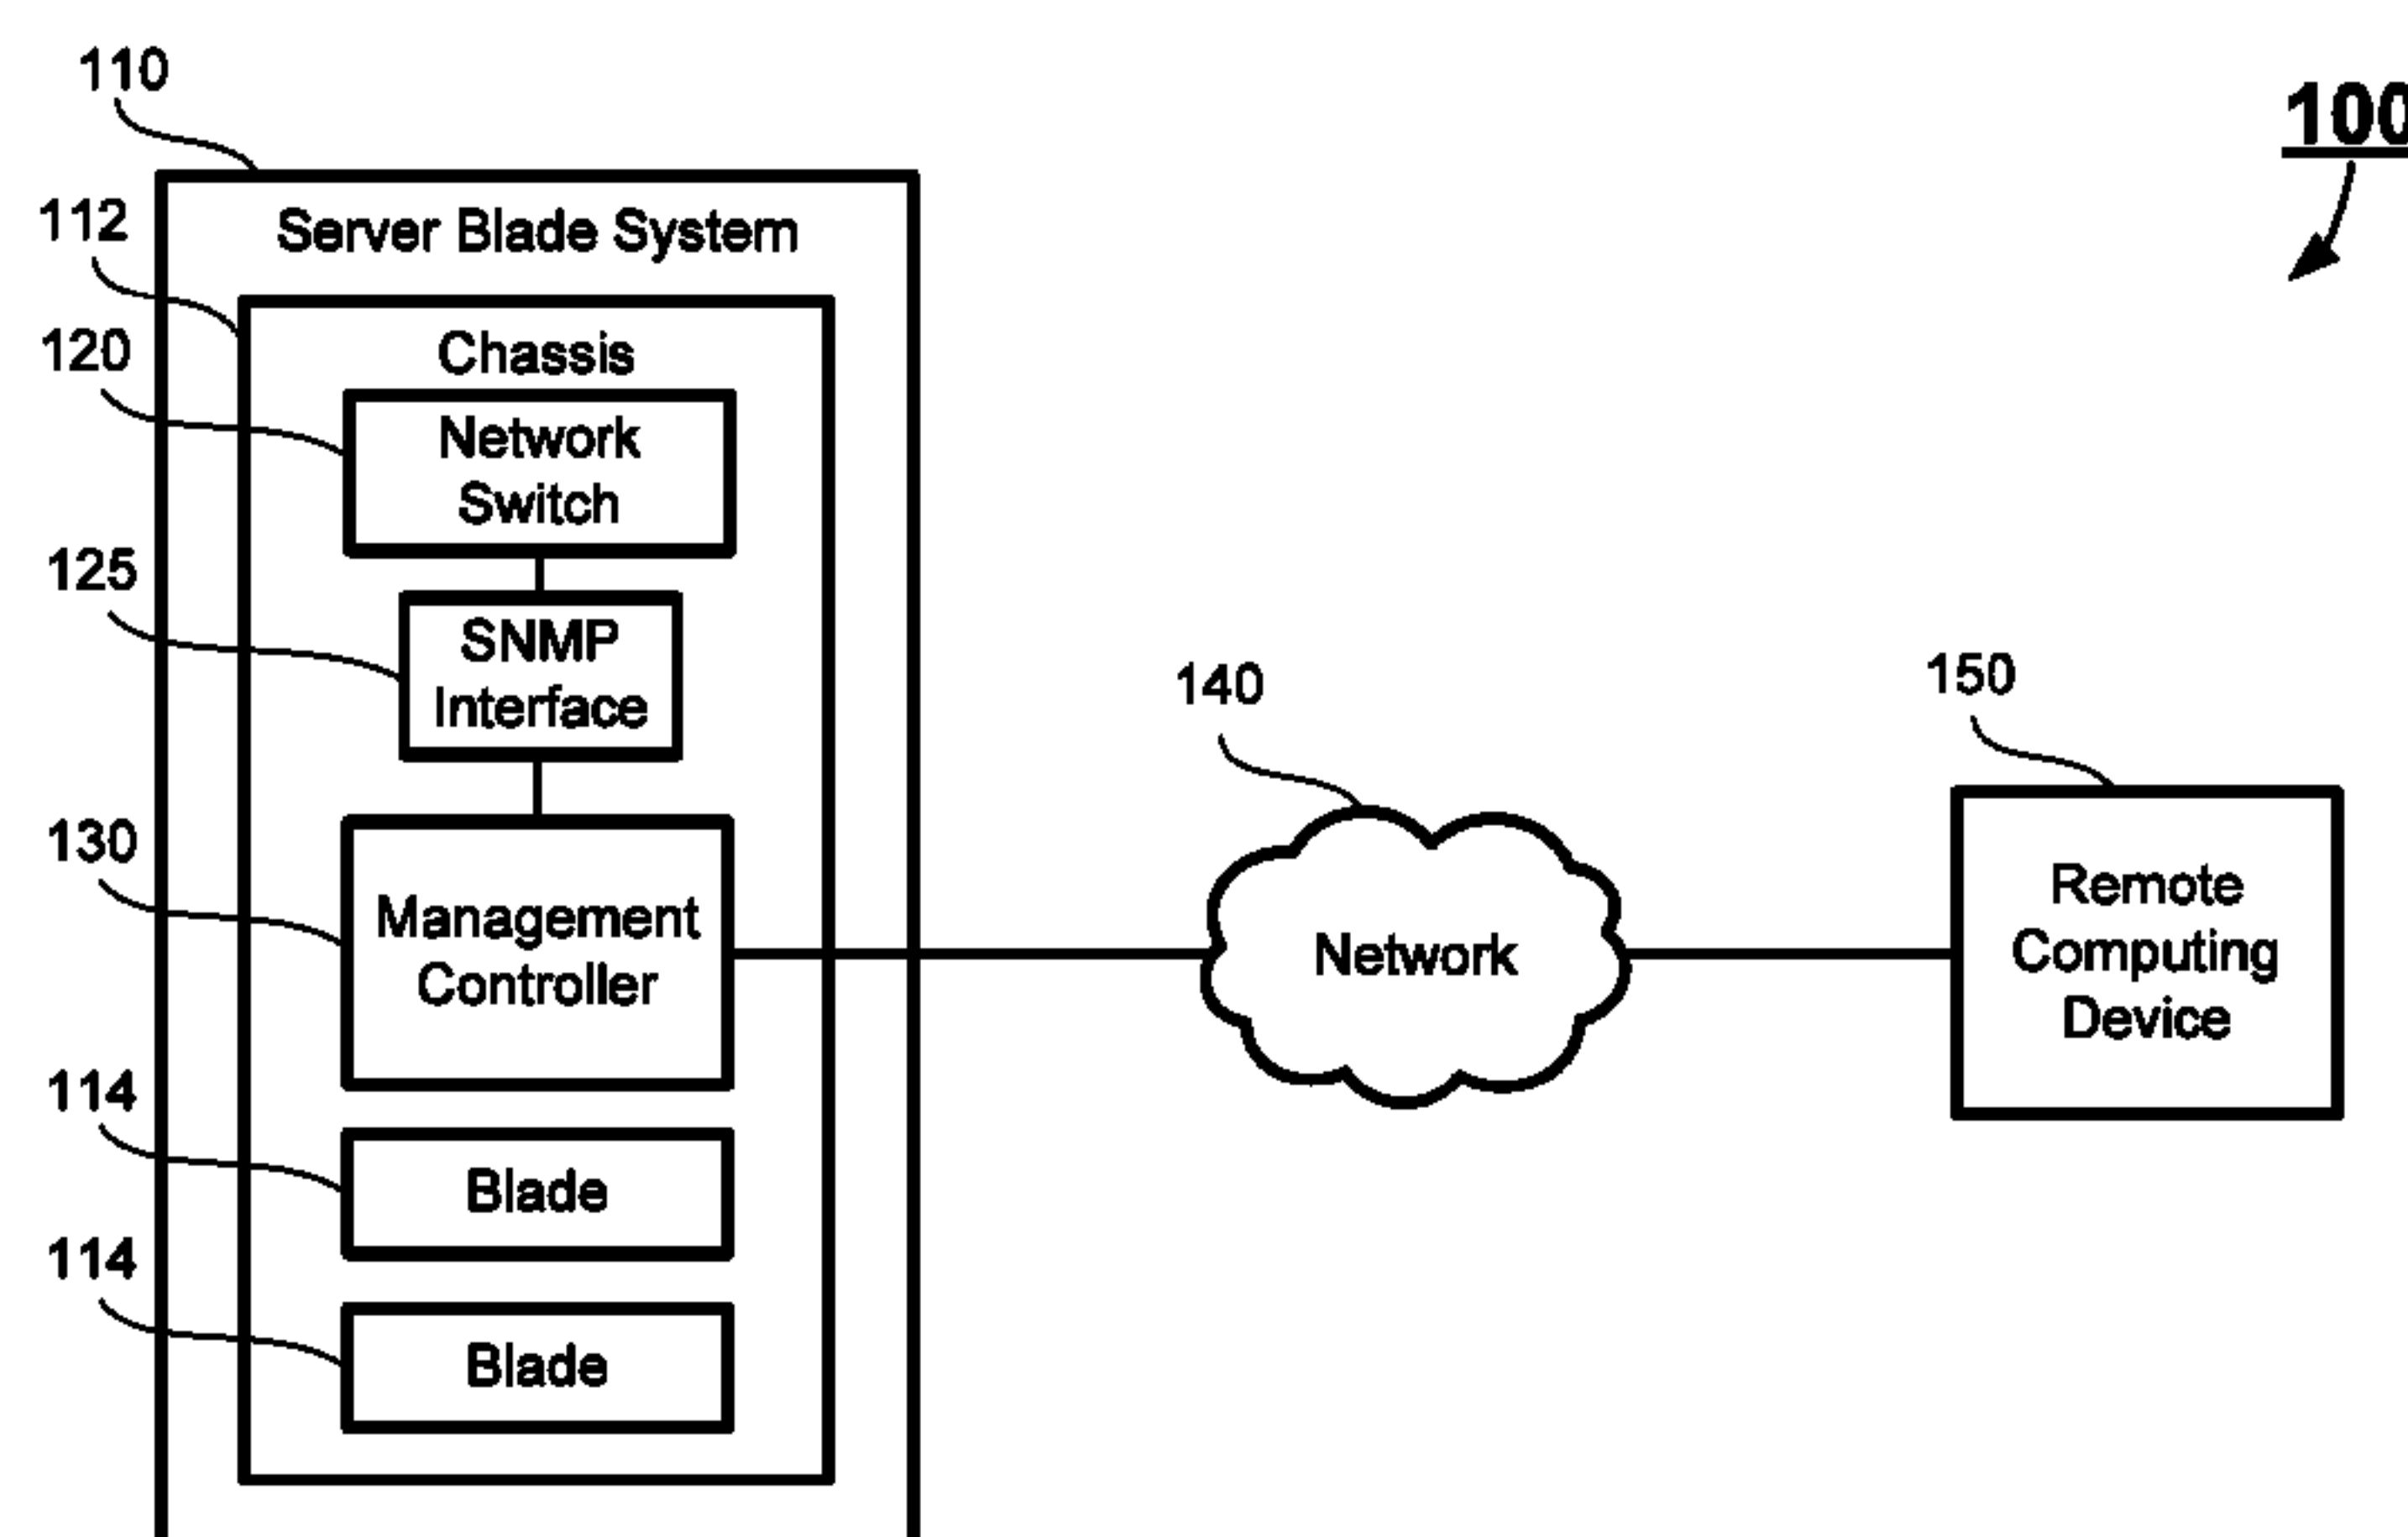 110
100
112
Server Blade System
120
Chassis
Network
Switch
125
SNMP
Interface
140
150
130
Management
Controller
Network
Remote
Computing
Device
114
Blade
114
Blade